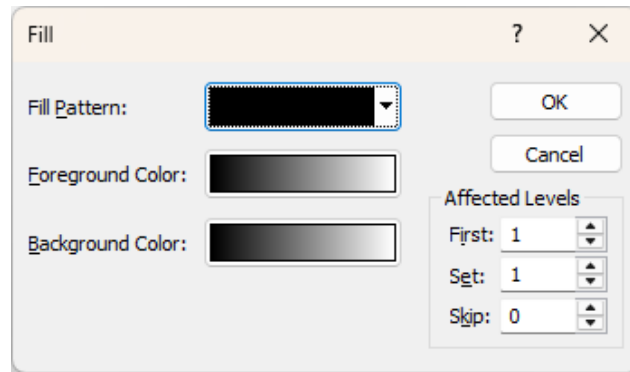 Fill ?
Fill Pattern:
OK
Cancel
Foreground Color:
Background Color:
Affected Levels
First: 1
Set: 1
Skip: 0